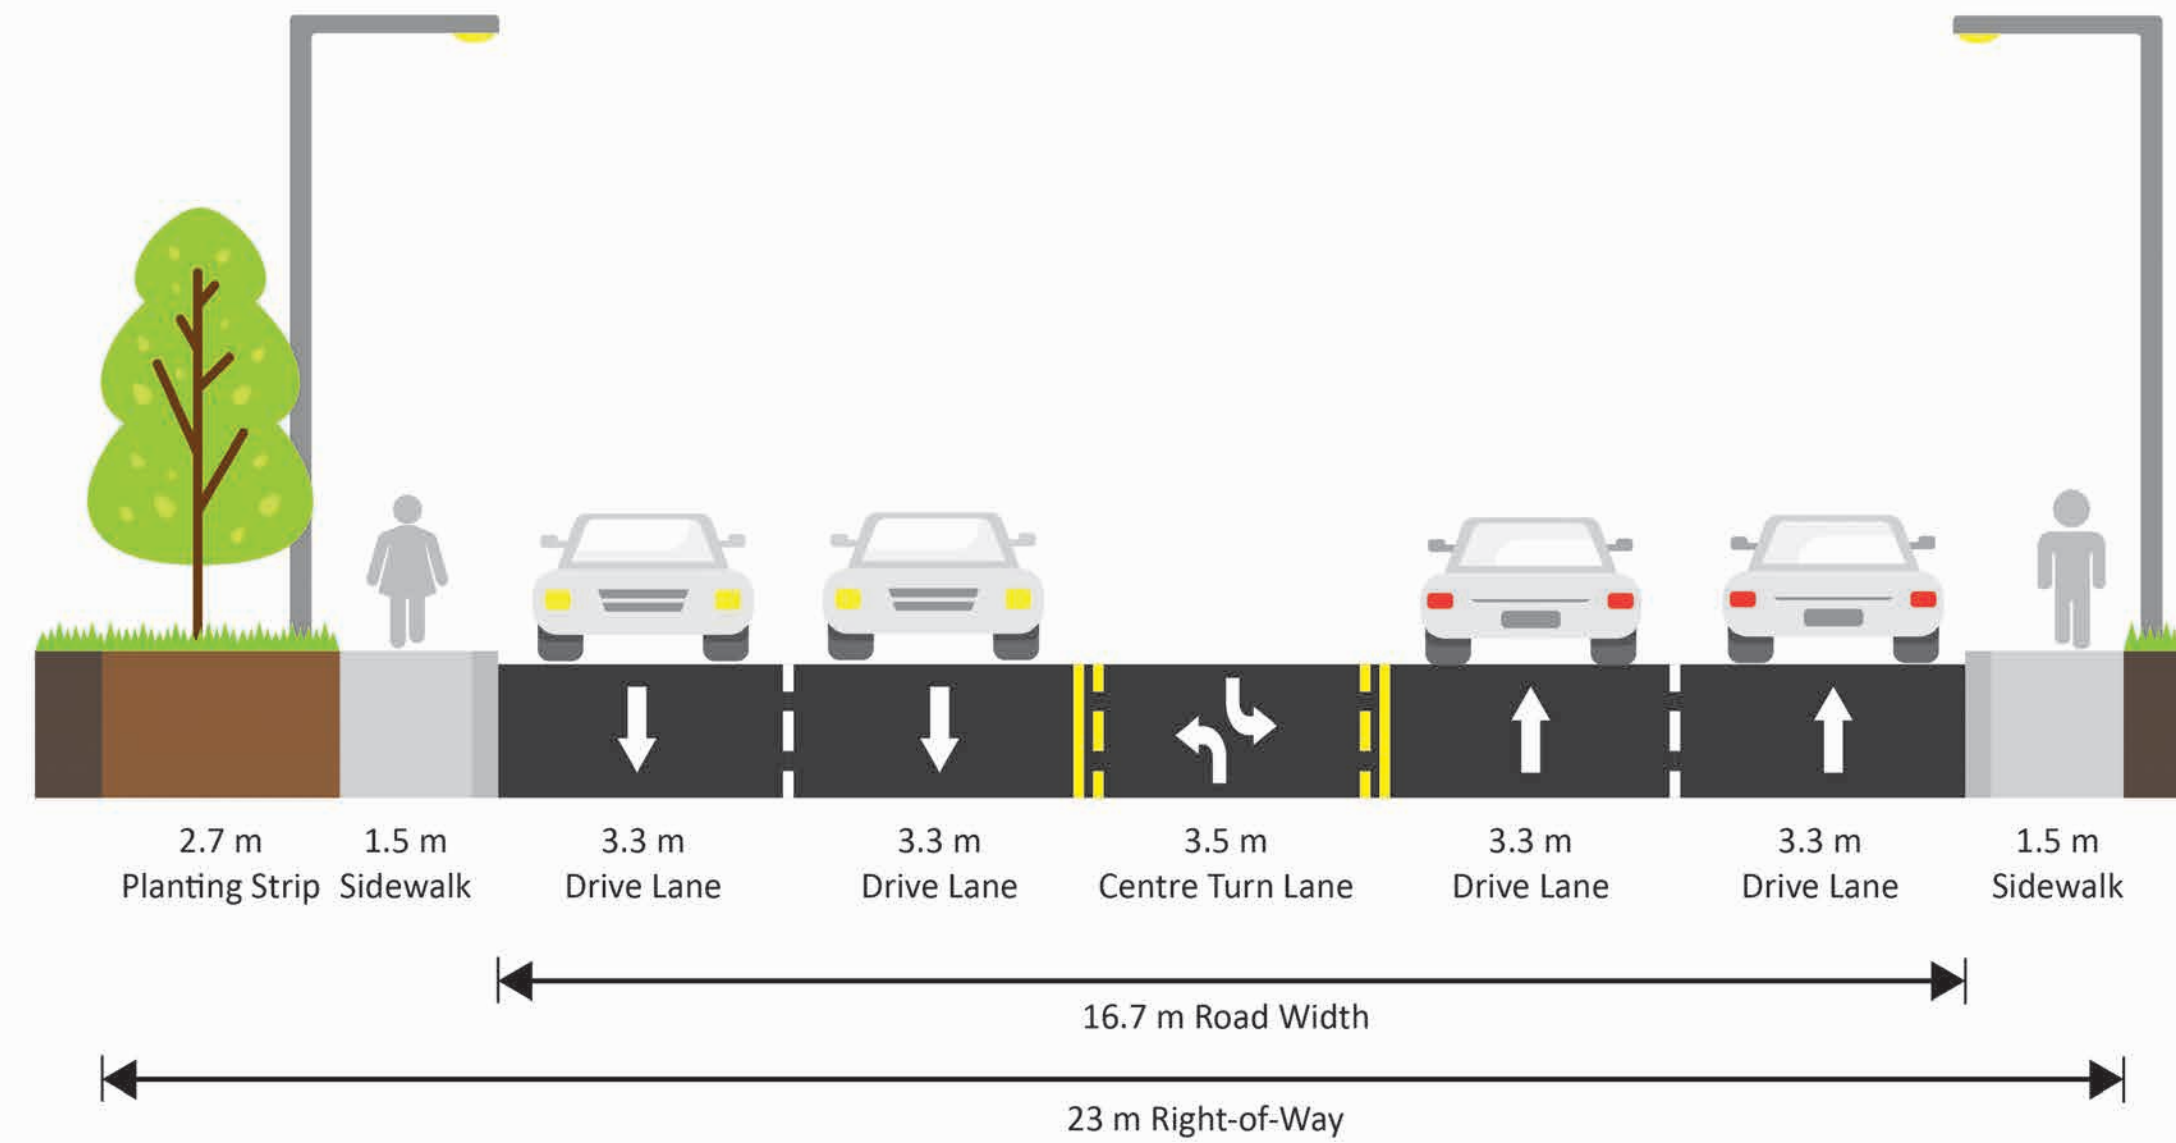 2.7 m 1.5 m 3.3 m 3.3 m 3.5 m 3.3 m 3.3 m 1.5 m
Planting Strip Sidewalk Drive Lane Drive Lane Centre Turn Lane Drive Lane Drive Lane Sidewalk
16.7 m Road Width
23 m Right-of-Way